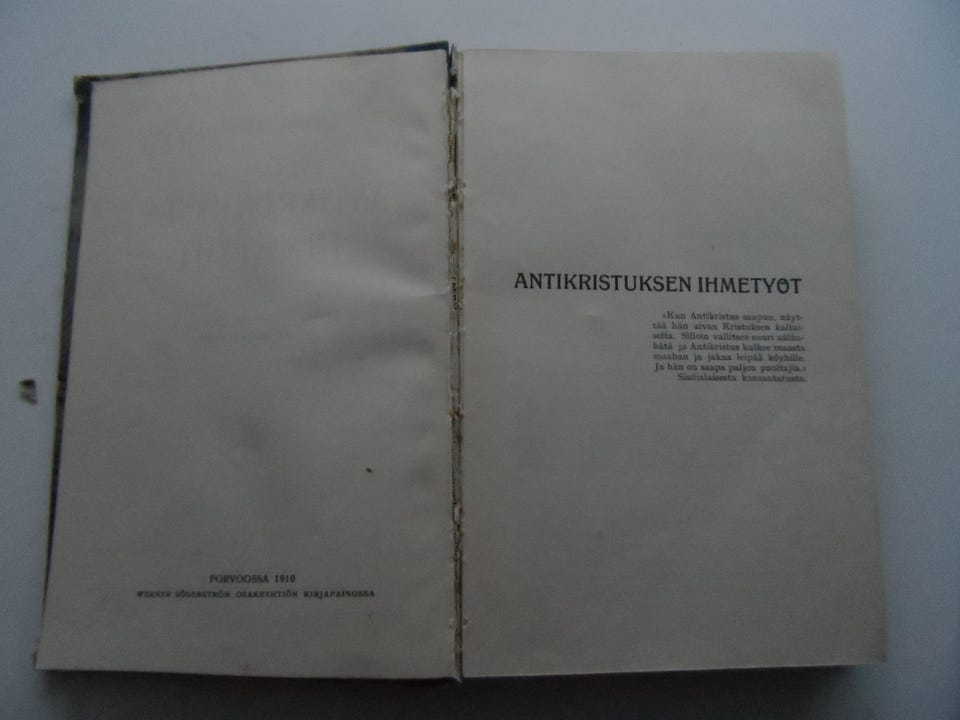 PORVOOSSA 1910
WERNER SÖDERSTRÖM OSAKEYHTIÖN KIRJAPAINOSSA
ANTIKRISTUKSEN IHMETYÖT
»Kun Antikristus saapuu, näyt-
tää hän aivan Kristuksen kaltai-
selta. Silloin vallitsee suuri nälän-
hätä ja Antikristus kulkee maasta
maahan ja jakaa leipää köyhille.
Ja hän on saapa paljon puoltajia.»
Sisilialaisesta kansantarusta.